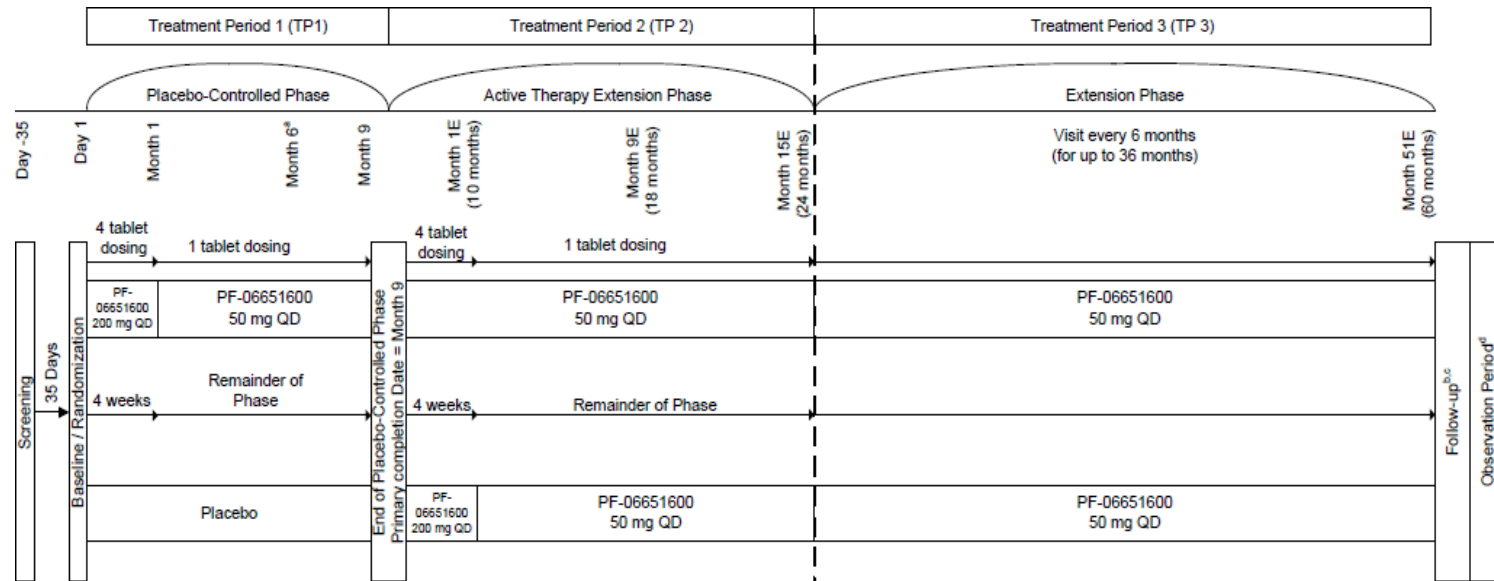 Treatment Period 1 (TP1)
Treatment Period 2 (TP 2)
Treatment Period 3 (TP 3)
Placebo-Controlled Phase
Active Therapy Extension Phase
Extension Phase
Day -35
Day 1
Month 1
Month 6ᵃ
Month 9
Month 1E
(10 months)
Month 9E
(18 months)
Month 15E
(24 months)
Visit every 6 months
(for up to 36 months)
Month 51E
(60 months)
4 tablet
dosing
1 tablet dosing
4 tablet
dosing
1 tablet dosing
Screening
35 Days
Baseline / Randomization
PF-
06651600
200 mg QD
PF-06651600
50 mg QD
End of Placebo-Controlled Phase
Primary completion Date = Month 9
PF-06651600
50 mg QD
PF-06651600
50 mg QD
4 weeks
Remainder of
Phase
4 weeks
Remainder of Phase
Placebo
PF-
06651600
200 mg QD
PF-06651600
50 mg QD
PF-06651600
50 mg QD
Follow-upᵇ,ᶜ
Observation Periodᵈ